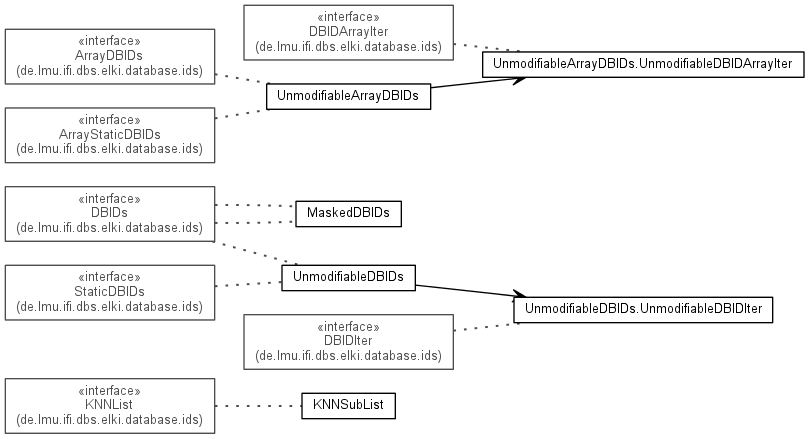 «interface»
DBIDArrayIter
(de.lmu.ifi.dbs.elki.database.ids)
«interface»
ArrayDBIDs
(de.lmu.ifi.dbs.elki.database.ids)
UnmodifiableArrayDBIDs.UnmodifiableDBIDArrayIter
UnmodifiableArrayDBIDs
«interface»
ArrayStaticDBIDs
(de.lmu.ifi.dbs.elki.database.ids)
«interface»
DBIDs
(de.lmu.ifi.dbs.elki.database.ids)
MaskedDBIDs
«interface»
StaticDBIDs
(de.lmu.ifi.dbs.elki.database.ids)
UnmodifiableDBIDs
UnmodifiableDBIDs.UnmodifiableDBIDIter
«interface»
DBIDIter
(de.lmu.ifi.dbs.elki.database.ids)
«interface»
KNNList
(de.lmu.ifi.dbs.elki.database.ids)
KNNSubList